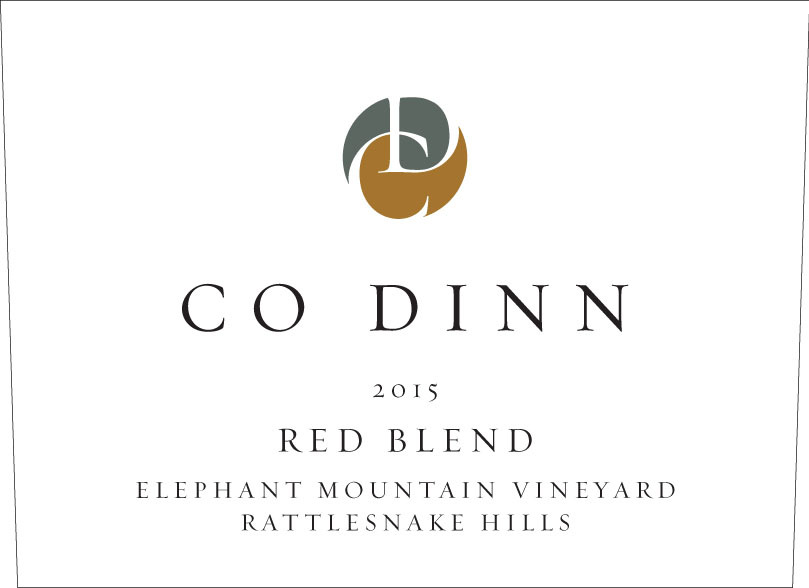 CO DINN
2015
RED BLEND
ELEPHANT MOUNTAIN VINEYARD
RATTLESNAKE HILLS